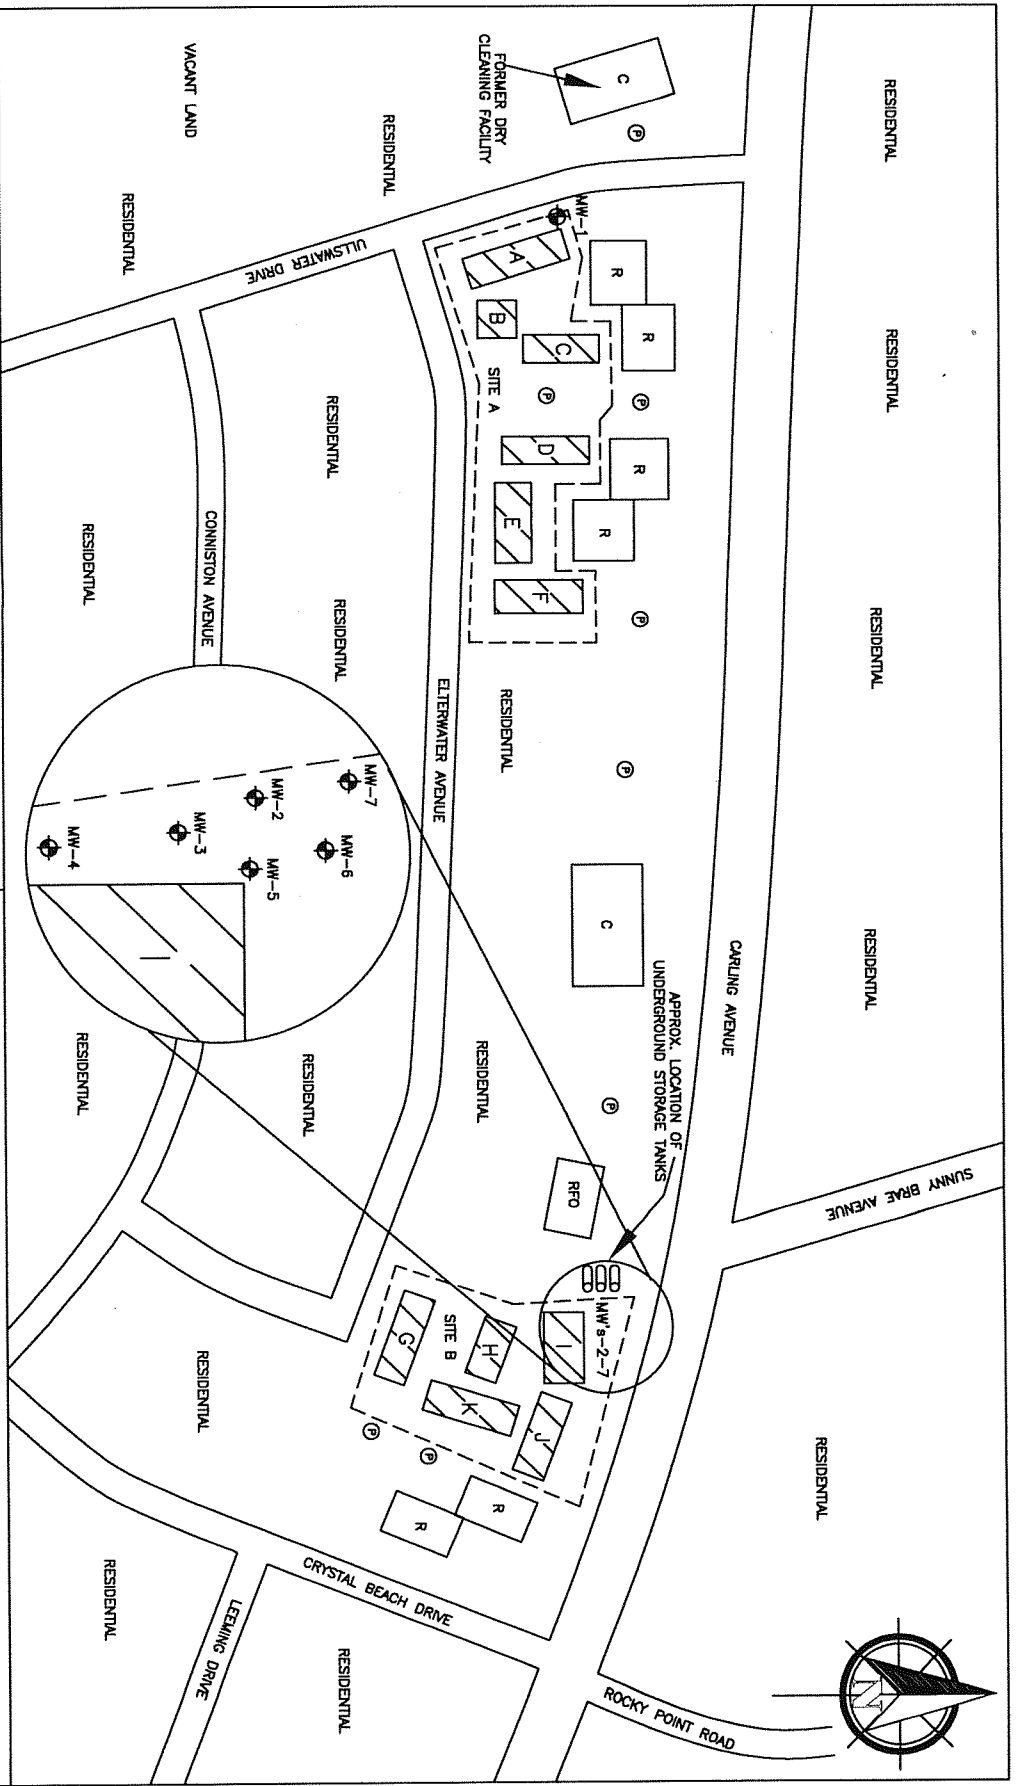 RESIDENTIAL
RESIDENTIAL
RESIDENTIAL
RESIDENTIAL
RESIDENTIAL
SUNNY BRAE AVENUE
ROCKY POINT ROAD
N
CARLING AVENUE
APPROX. LOCATION OF
UNDERGROUND STORAGE TANKS
C
P
FORMER DRY
CLEANING FACILITY
MW-1
R
R
P
R
R
P
P
C
P
RFO
MW's-2-7
A
B
C
SITE A
P
D
E
F
RESIDENTIAL
RESIDENTIAL
I
J
H
SITE B
K
G
P
P
R
R
VACANT LAND
RESIDENTIAL
RESIDENTIAL
ULLSWATER DRIVE
ELTERWATER AVENUE
RESIDENTIAL
RESIDENTIAL
CONNISTON AVENUE
RESIDENTIAL
MW-7
MW-2
MW-6
MW-3
MW-5
MW-4
I
RESIDENTIAL
RESIDENTIAL
RESIDENTIAL
CRYSTAL BEACH DRIVE
LEEMING DRIVE
RESIDENTIAL
RESIDENTIAL